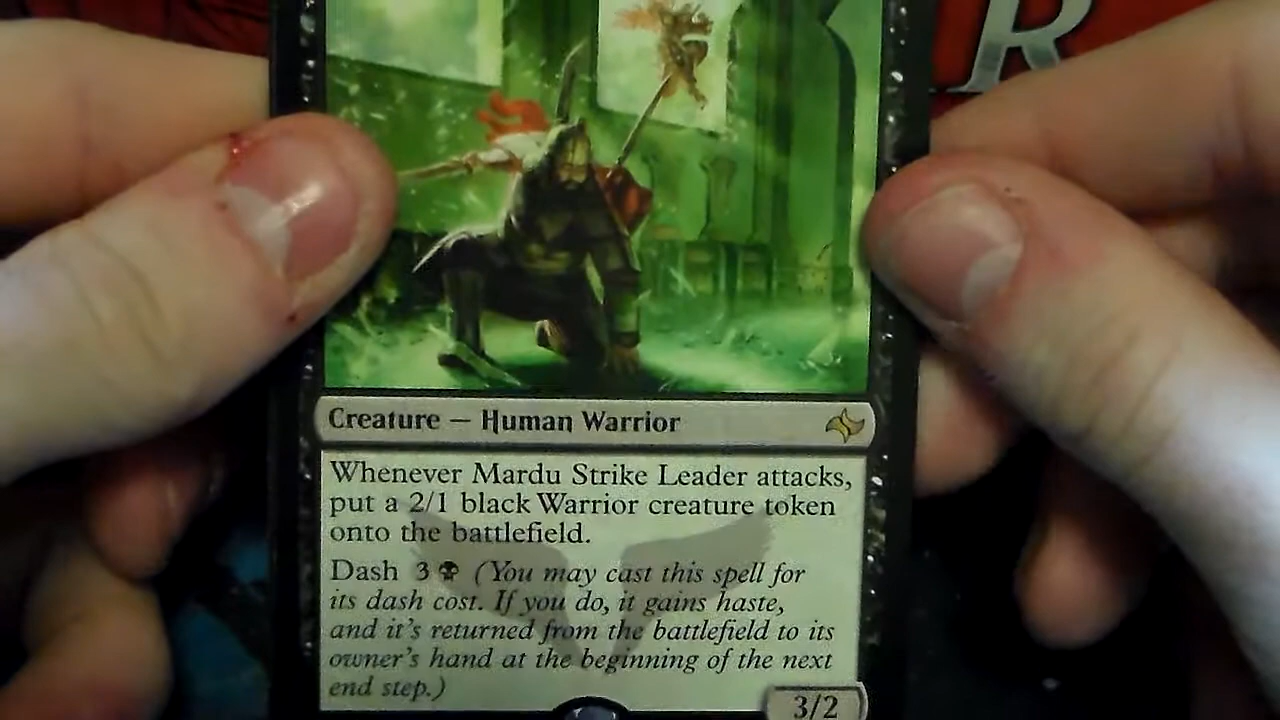 R
Creature — Human Warrior
Whenever Mardu Strike Leader attacks,
put a 2/1 black Warrior creature token
onto the battlefield.
Dash 3 (You may cast this spell for
its dash cost. If you do, it gains haste,
and it's returned from the battlefield to its
owner's hand at the beginning of the next
end step.)
3/2